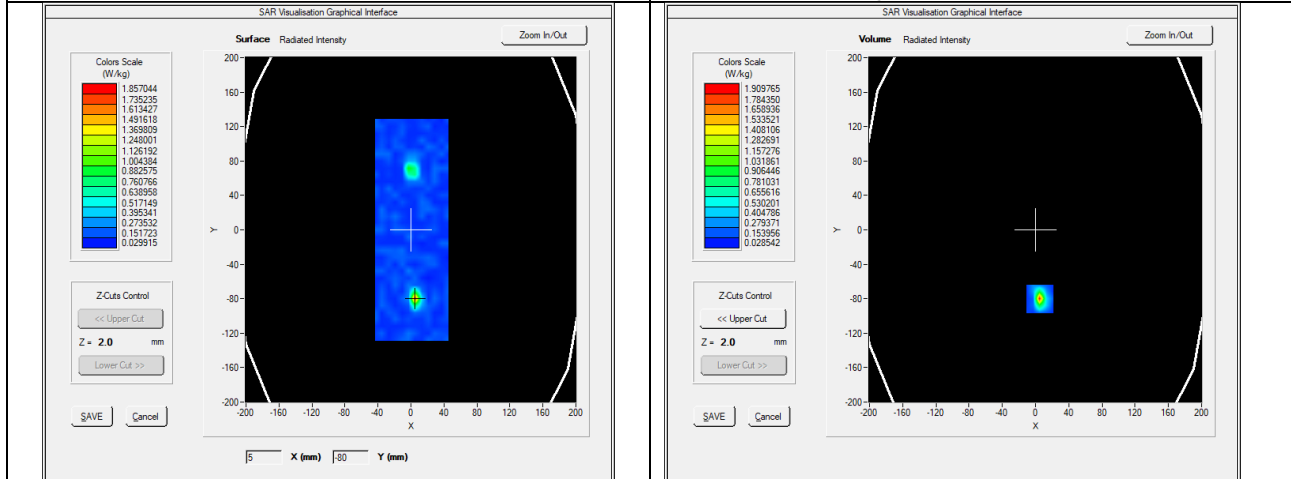 SAR Visualisation Graphical Interface
Surface Radiated Intensity
Zoom In/Out
Colors Scale
(W/kg)
1.857044
1.735235
1.613427
1.491618
1.369809
1.248001
1.126192
1.004384
0.882575
0.760766
0.638958
0.517149
0.395341
0.273532
0.151723
0.029915
200
160
120
80
40
0
-40
-80
-120
-160
-200
Y
-200 -160 -120 -80 -40 0 40 80 120 160 200
X
Z-Cuts Control
<< Upper Cut
Z = 2.0 mm
Lower Cut >>
SAVE Cancel
5 X (mm) -80 Y (mm)
SAR Visualisation Graphical Interface
Volume Radiated Intensity
Zoom In/Out
Colors Scale
(W/kg)
1.909765
1.784350
1.658936
1.533521
1.408106
1.282691
1.157276
1.031861
0.906446
0.781031
0.655616
0.530201
0.404786
0.279371
0.153956
0.028542
200
160
120
80
40
0
-40
-80
-120
-160
-200
Y
-200 -160 -120 -80 -40 0 40 80 120 160 200
X
Z-Cuts Control
<< Upper Cut
Z = 2.0 mm
Lower Cut >>
SAVE Cancel